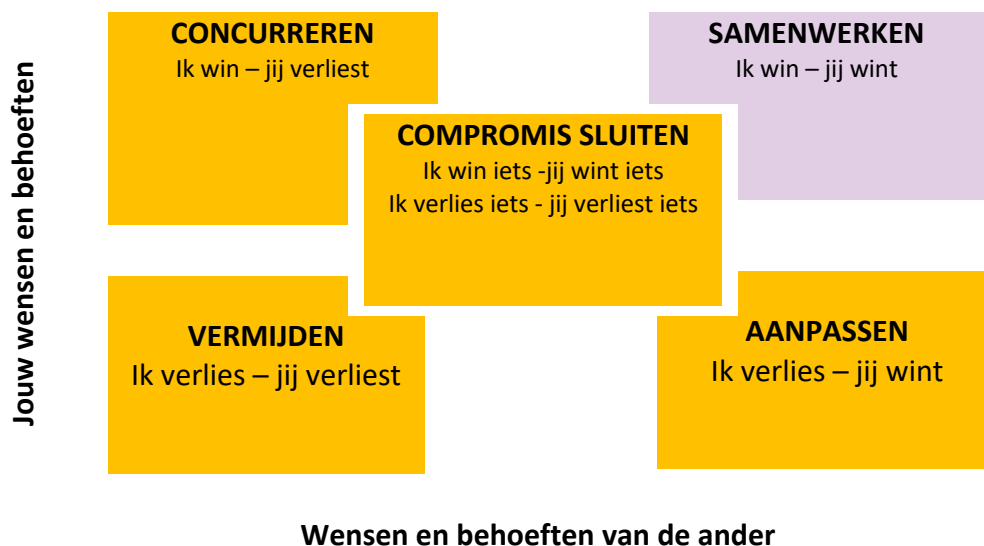 Jouw wensen en behoeften
CONCURREREN
Ik win – jij verliest
SAMENWERKEN
Ik win – jij wint
COMPROMIS SLUITEN
Ik win iets -jij wint iets
Ik verlies iets - jij verliest iets
VERMIJDEN
Ik verlies – jij verliest
AANPASSEN
Ik verlies – jij wint
Wensen en behoeften van de ander